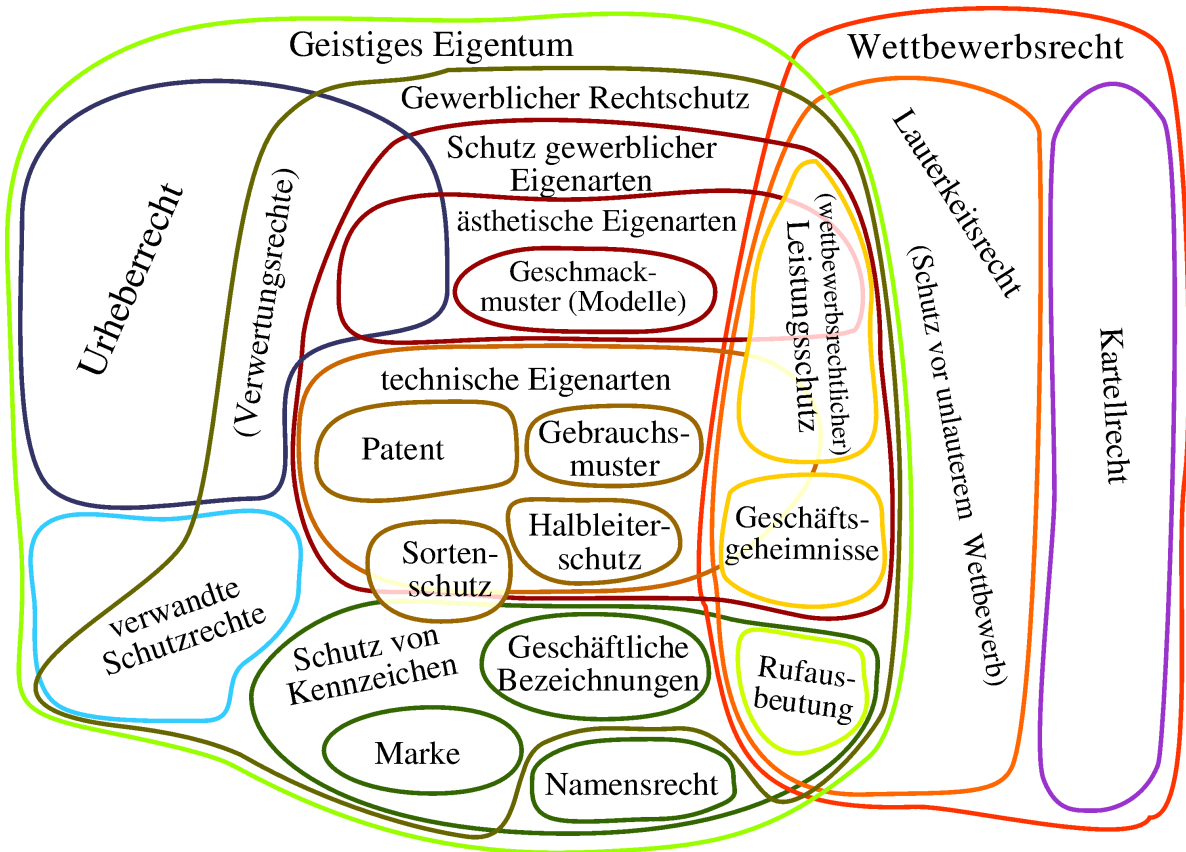 Geistiges Eigentum
Wettbewerbsrecht
Gewerblicher Rechtschutz
Schutz gewerblicher
Eigenarten
ästhetische Eigenarten
Geschmack-
muster (Modelle)
Urheberrecht
(Verwertungsrechte)
(wettbewerbsrechtlicher)
Leistungsschutz
Lauterkeitsrecht
(Schutz vor unlauterem Wettbewerb)
Kartellrecht
technische Eigenarten
Patent
Gebrauchs-
muster
Halbleiter-
schutz
Sorten-
schutz
Geschäfts-
geheimnisse
verwandte
Schutzrechte
Schutz von
Kennzeichen
Geschäftliche
Bezeichnungen
Rufaus-
beutung
Marke
Namensrecht